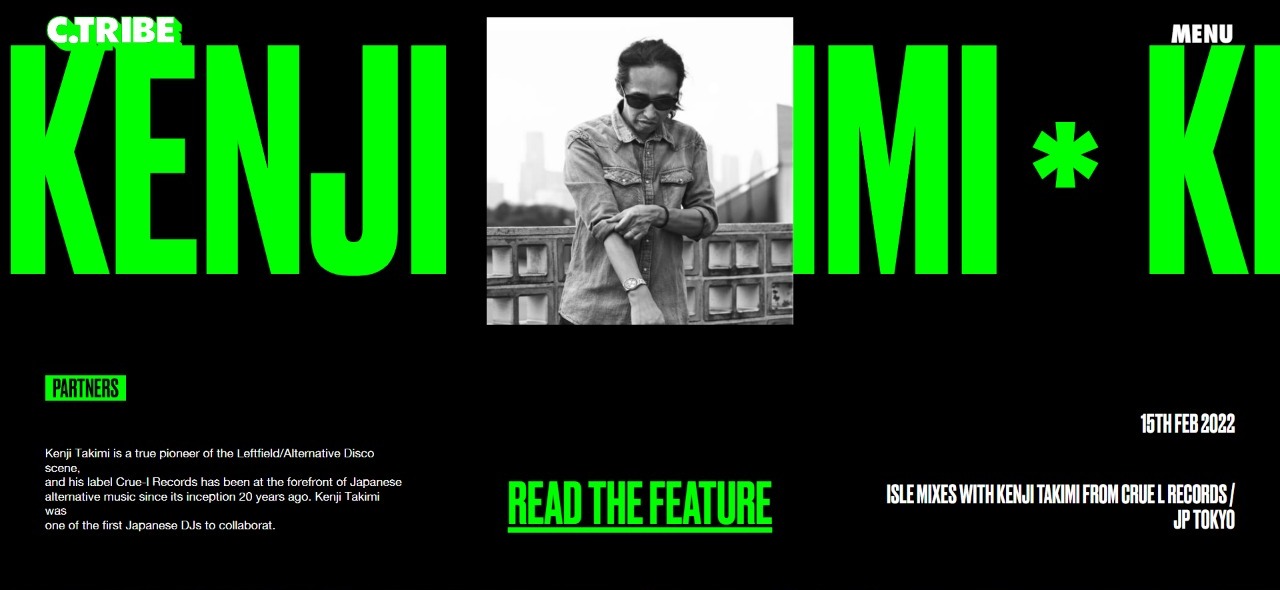 C.TRIBE
MENU
KENJI IMI * KI
PARTNERS
15TH FEB 2022
Kenji Takimi is a true pioneer of the Leftfield/Alternative Disco
scene,
and his label Crue-l Records has been at the forefront of Japanese
alternative music since its inception 20 years ago. Kenji Takimi
was
one of the first Japanese DJs to collaborat.
READ THE FEATURE
ISLE MIXES WITH KENJI TAKIMI FROM CRUE L RECORDS /
JP TOKYO